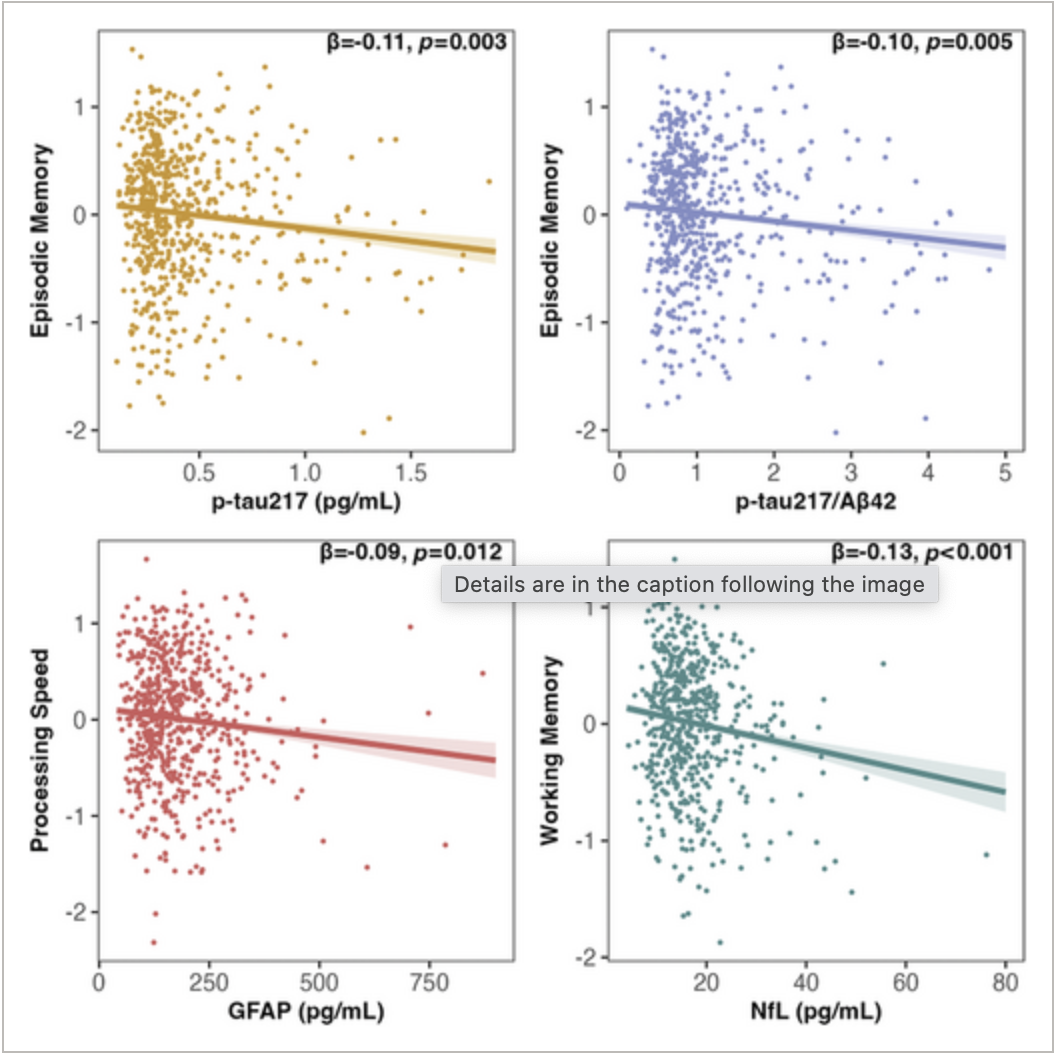 β=-0.11, p=0.003
Episodic Memory
1
0
-1
-2
0.5 1.0 1.5
p-tau217 (pg/mL)
β=-0.10, p=0.005
Episodic Memory
1
0
-1
-2
0 1 2 3 4 5
p-tau217/Aβ42
β=-0.09, p=0.012
Processing Speed
1
0
-1
-2
0 250 500 750
GFAP (pg/mL)
β=-0.13, p<0.001
Details are in the caption following the image
Working Memory
1
0
-1
-2
20 40 60 80
NfL (pg/mL)